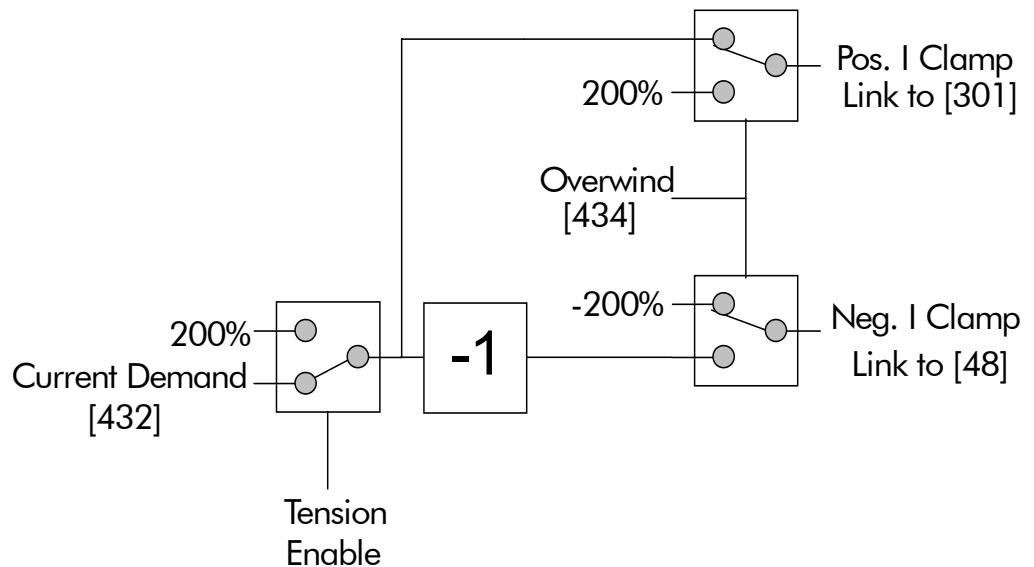 Pos. I Clamp
Link to [301]
200%
Overwind
[434]
-200%
Neg. I Clamp
Link to [48]
200%
Current Demand
[432]
-1
Tension
Enable